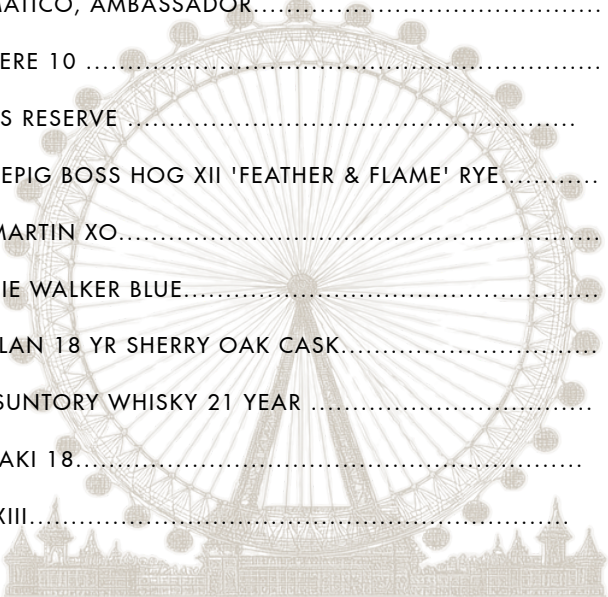 MATICO, AMBASSADOR..........................................
ERE 10 ...............................................................
S RESERVE .......................................................
EPIG BOSS HOG XII 'FEATHER & FLAME' RYE............
MARTIN XO...........................................................
IE WALKER BLUE...................................................
LAN 18 YR SHERRY OAK CASK...............................
SUNTORY WHISKY 21 YEAR ...................................
AKI 18..............................................................
XIII..................................................................